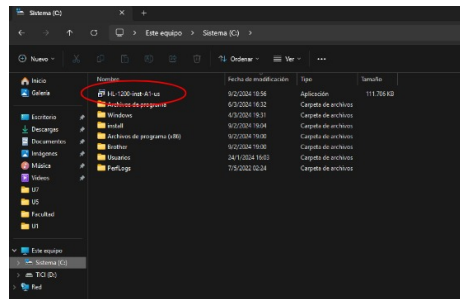 Sistema (C:)
Este equipo > Sistema (C:) >
Nuevo Ordenar Ver
Inicio
Galería
Escritorio
Descargas
Documentos
Imágenes
Música
Vídeos
U7
U5
Facultad
U1
Este equipo
Sistema (C:)
TICI (D:)
Red
Nombre Fecha de modificación Tipo Tamaño
HL-1200-inst-A1-us 9/2/2024 18:56 Aplicación 111.706 KB
Archivos de programa 6/3/2024 16:32 Carpeta de archivos
Windows 4/3/2024 19:31 Carpeta de archivos
install 9/2/2024 19:04 Carpeta de archivos
Archivos de programa (x86) 9/2/2024 19:00 Carpeta de archivos
Brother 9/2/2024 19:00 Carpeta de archivos
Usuarios 24/1/2024 16:03 Carpeta de archivos
PerfLogs 7/5/2022 02:24 Carpeta de archivos